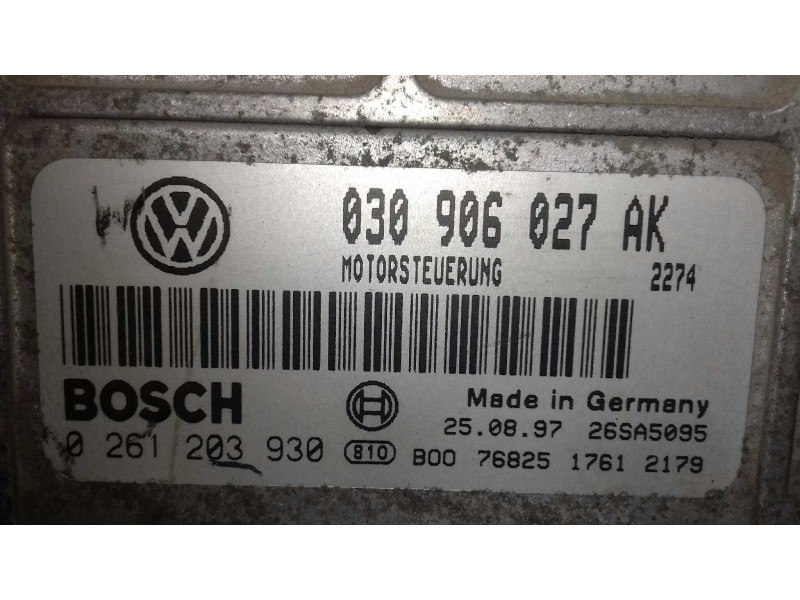 030 906 027 AK
MOTORSTEUERUNG 2274
BOSCH
Made in Germany
25.08.97 26SA5095
0 261 203 930 810 B00 76825 1761 2179